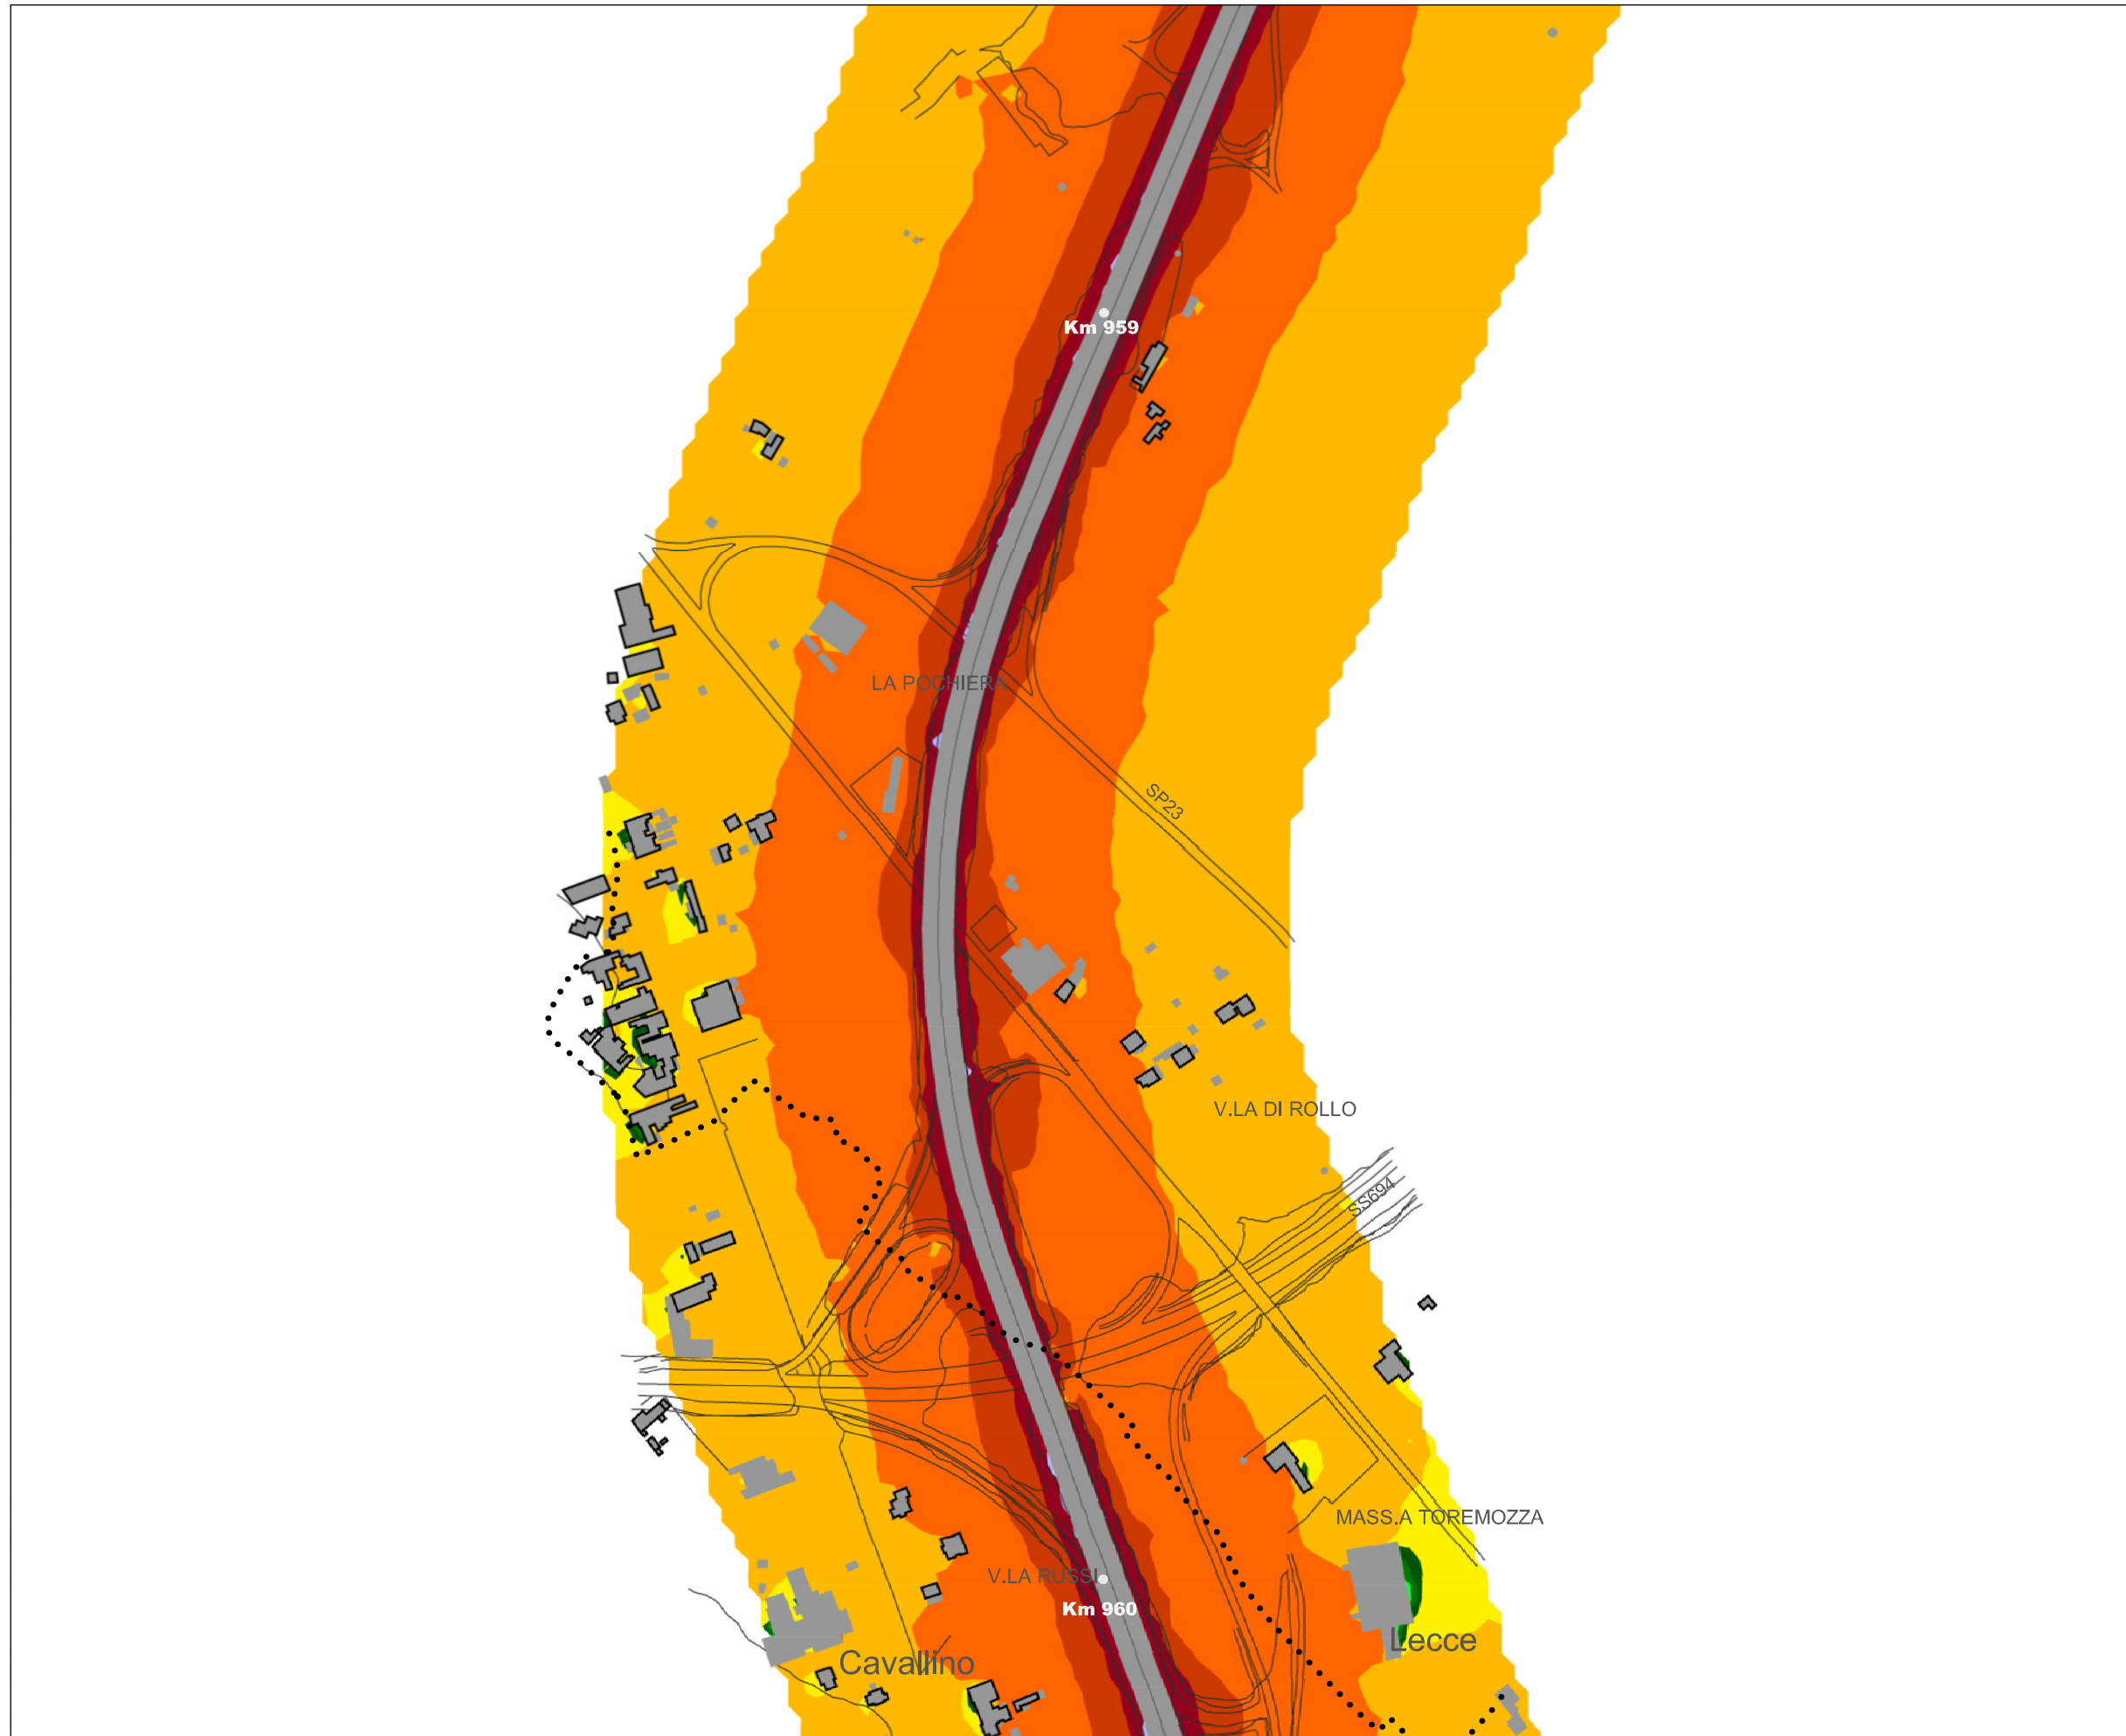 Km 959
LA POCHIERA
SP23
V.LA DI ROLLO
SS694
MASS.A TOREMOZZA
V.LA RUSSI
Km 960
Lecce
Cavallino